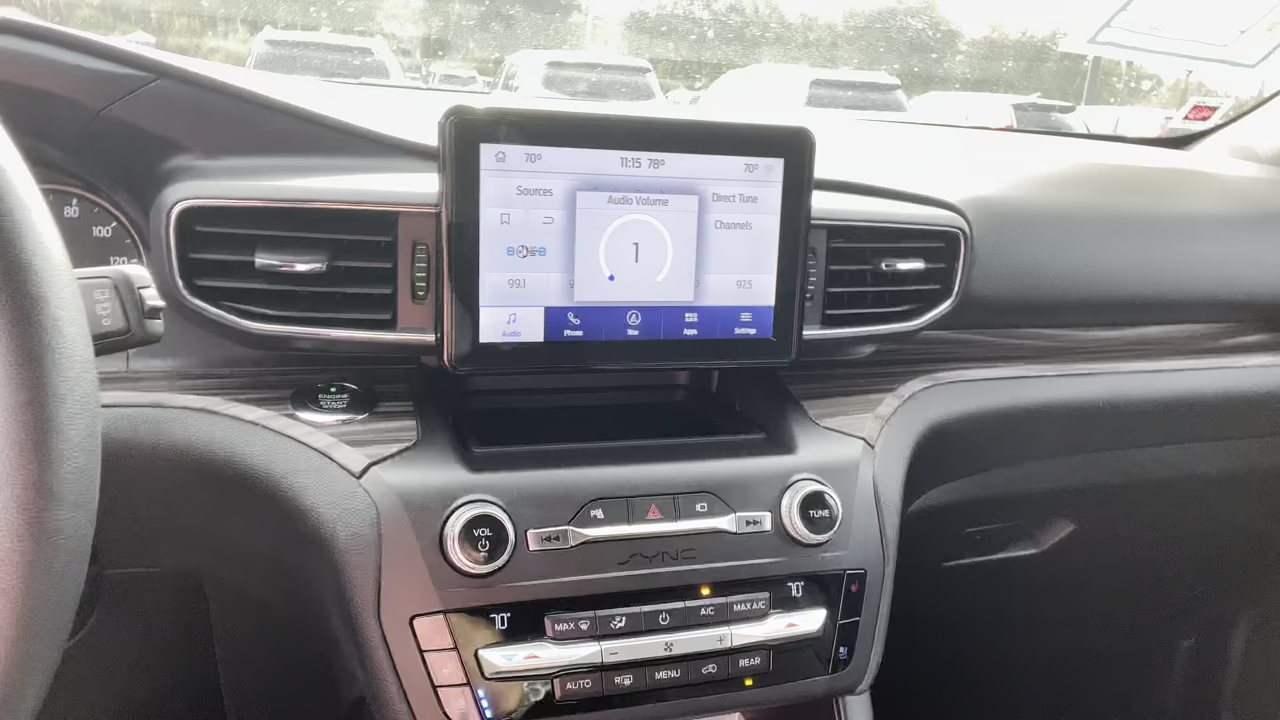 80
100
120
70°
11:15 78°
70°
Sources
Audio Volume
Direct Tune
Channels
1
99.1
97.5
Audio
Phone
Apps
Settings
ENGINE
START
STOP
VOL
TUNE
SYNC
70°
70°
MAX
A/C
MAX A/C
- +
AUTO
R
MENU
REAR